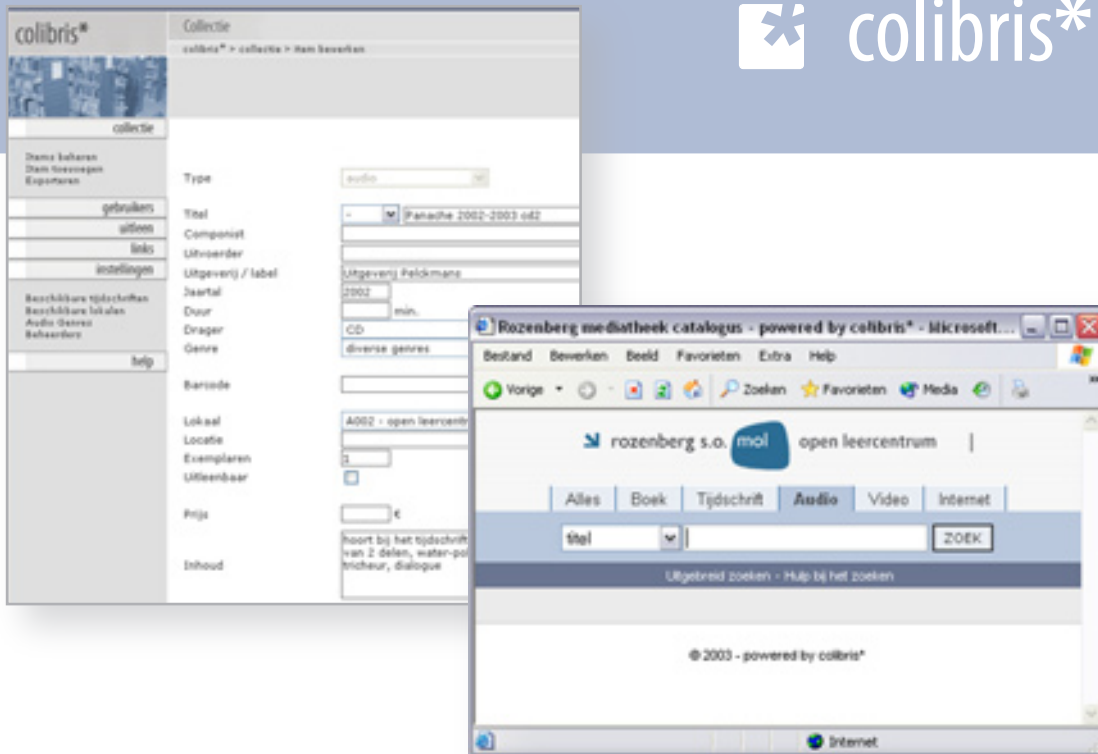 colibris*
colibris*
Collectie
colibris* > collectie > Item bewerken
collectie
Items beheren
Item toevoegen
Exporteren
gebruikers
uitleen
links
instellingen
Beschikbare tijdschriften
Beschikbare lokalen
Audio Genres
Beheerders
help
Type audio
Titel - Panache 2002-2003 cd2
Componist
Uitvoerder
Uitgeverij / label Uitgeverij Pelckmans
Jaartal 2002
Duur min.
Drager CD
Genre diverse genres
Barcode
Lokaal A002 - open leercentr
Locatie
Exemplaren 1
Uitleenbaar
Prijs €
Inhoud
hoort bij het tijdschrift
van 2 delen, water-po
tricheur, dialogue
Rozenberg mediatheek catalogus - powered by colibris* - Microsoft...
Bestand Bewerken Beeld Favorieten Extra Help
Vorige Zoeken Favorieten Media
rozenberg s.o. mol open leercentrum |
Alles Boek Tijdschrift Audio Video Internet
titel ZOEK
Uitgebreid zoeken - Hulp bij het zoeken
© 2003 - powered by colibris*
Internet